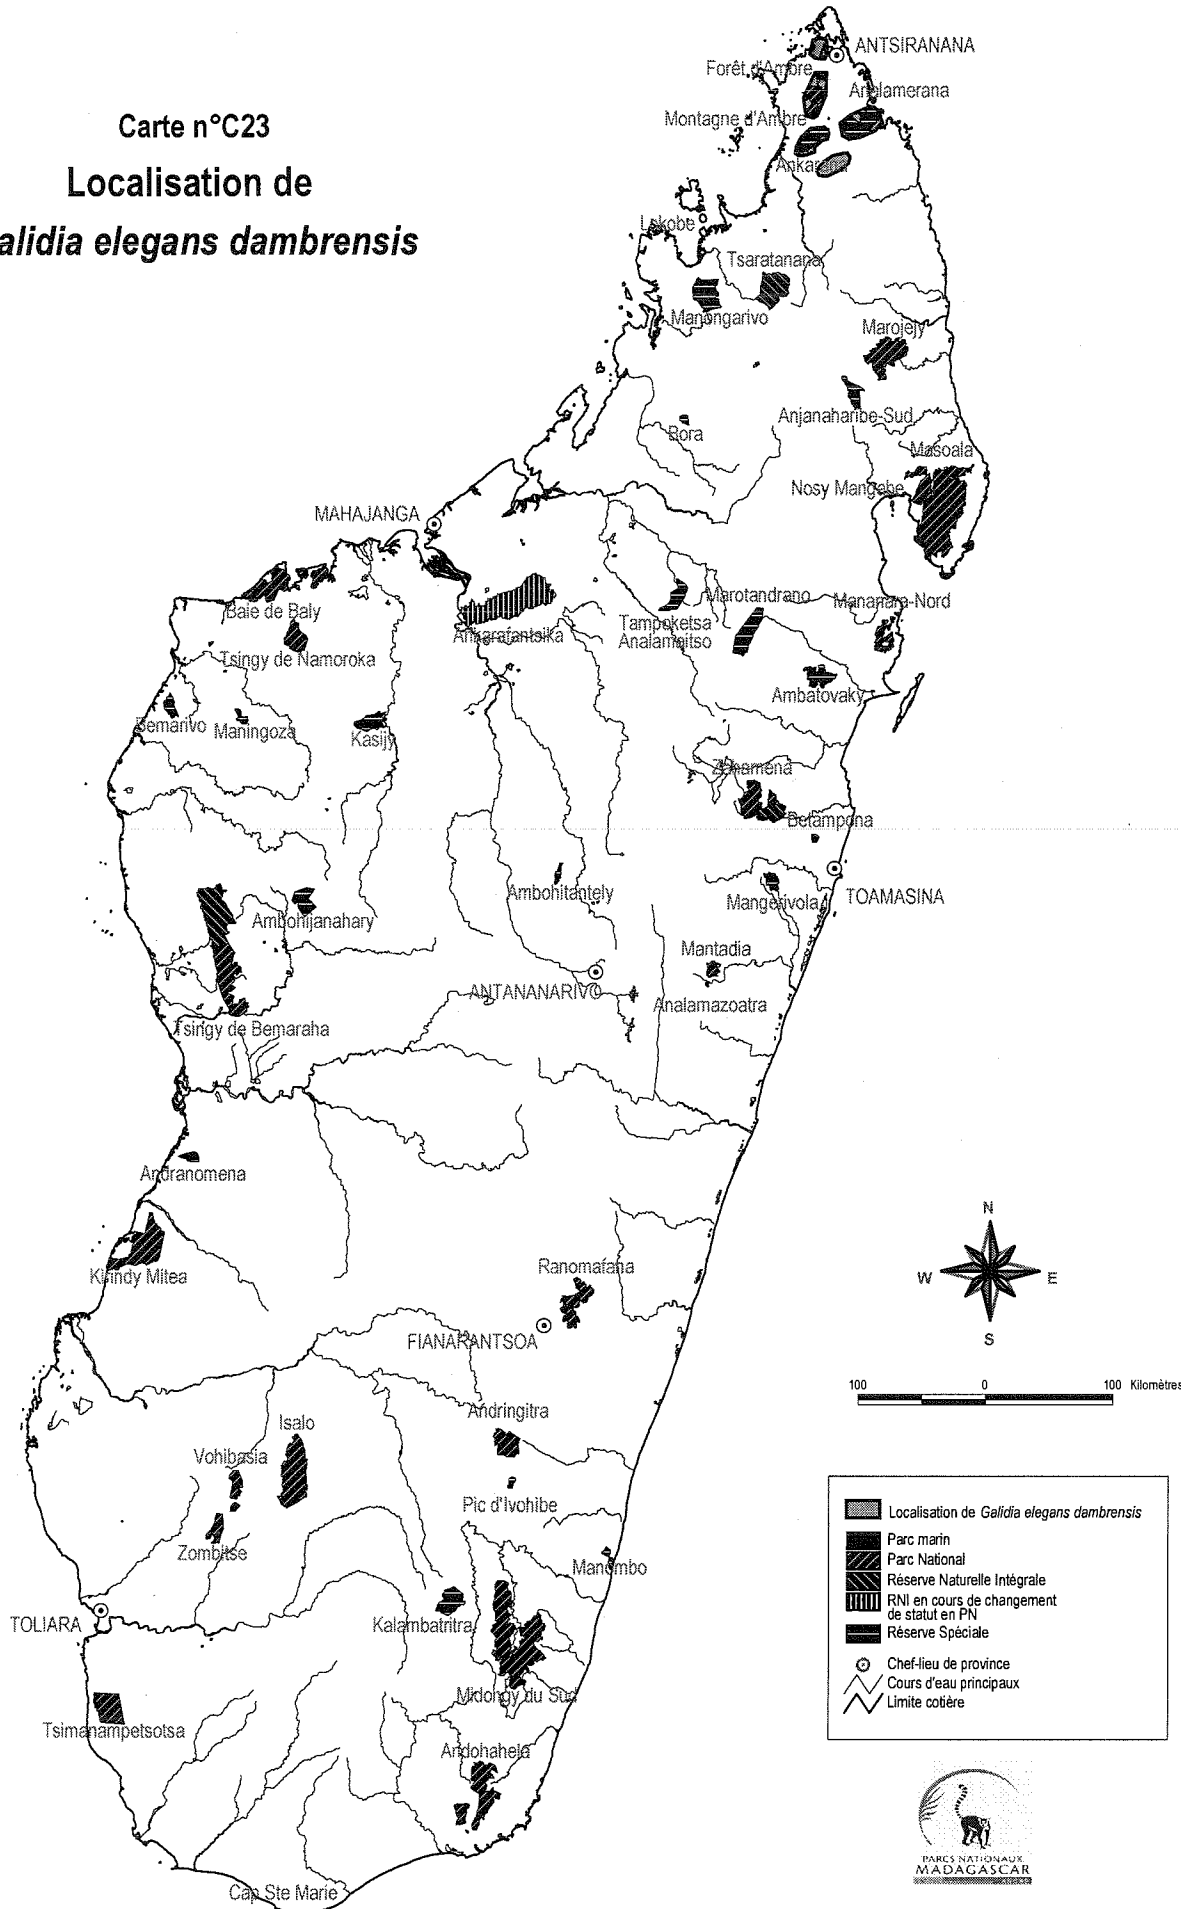 Carte n°C23
Localisation de
alidia elegans dambrensis
ANTSIRANANA
Forêt d'Ambre
Analamerana
Montagne d'Ambre
Ankarana
Lokobe
Tsaratanana
Manongarivo
Marojejy
Anjanaharibe-Sud
Bora
Masoala
Nosy Mangabe
MAHAJANGA
Baie de Baly
Ankarafantsika
Marotandrano
Mananara-Nord
Tampoketsa
Analamaitso
Tsingy de Namoroka
Ambatovaky
Bemarivo
Maningoza
Kasijy
Zahamena
Betampona
Ambohitantely
TOAMASINA
Mangerivola
Ambohijanahary
Mantadia
ANTANANARIVO
Analamazoatra
Tsingy de Bemaraha
Andranomena
Kirindy Mitea
Ranomafana
FIANARANTSOA
N
W
E
S
100
0
100 Kilomètres
Andringitra
Isalo
Vohibasia
Pic d'Ivohibe
Zombitse
Manombo
TOLIARA
Kalambatritra
Midongy du Sud
Tsimanampetsotsa
Andohahela
Cap Ste Marie
Localisation de Galidia elegans dambrensis
Parc marin
Parc National
Réserve Naturelle Intégrale
RNI en cours de changement
de statut en PN
Réserve Spéciale
Chef-lieu de province
Cours d'eau principaux
Limite cotière
PARCS NATIONAUX
MADAGASCAR